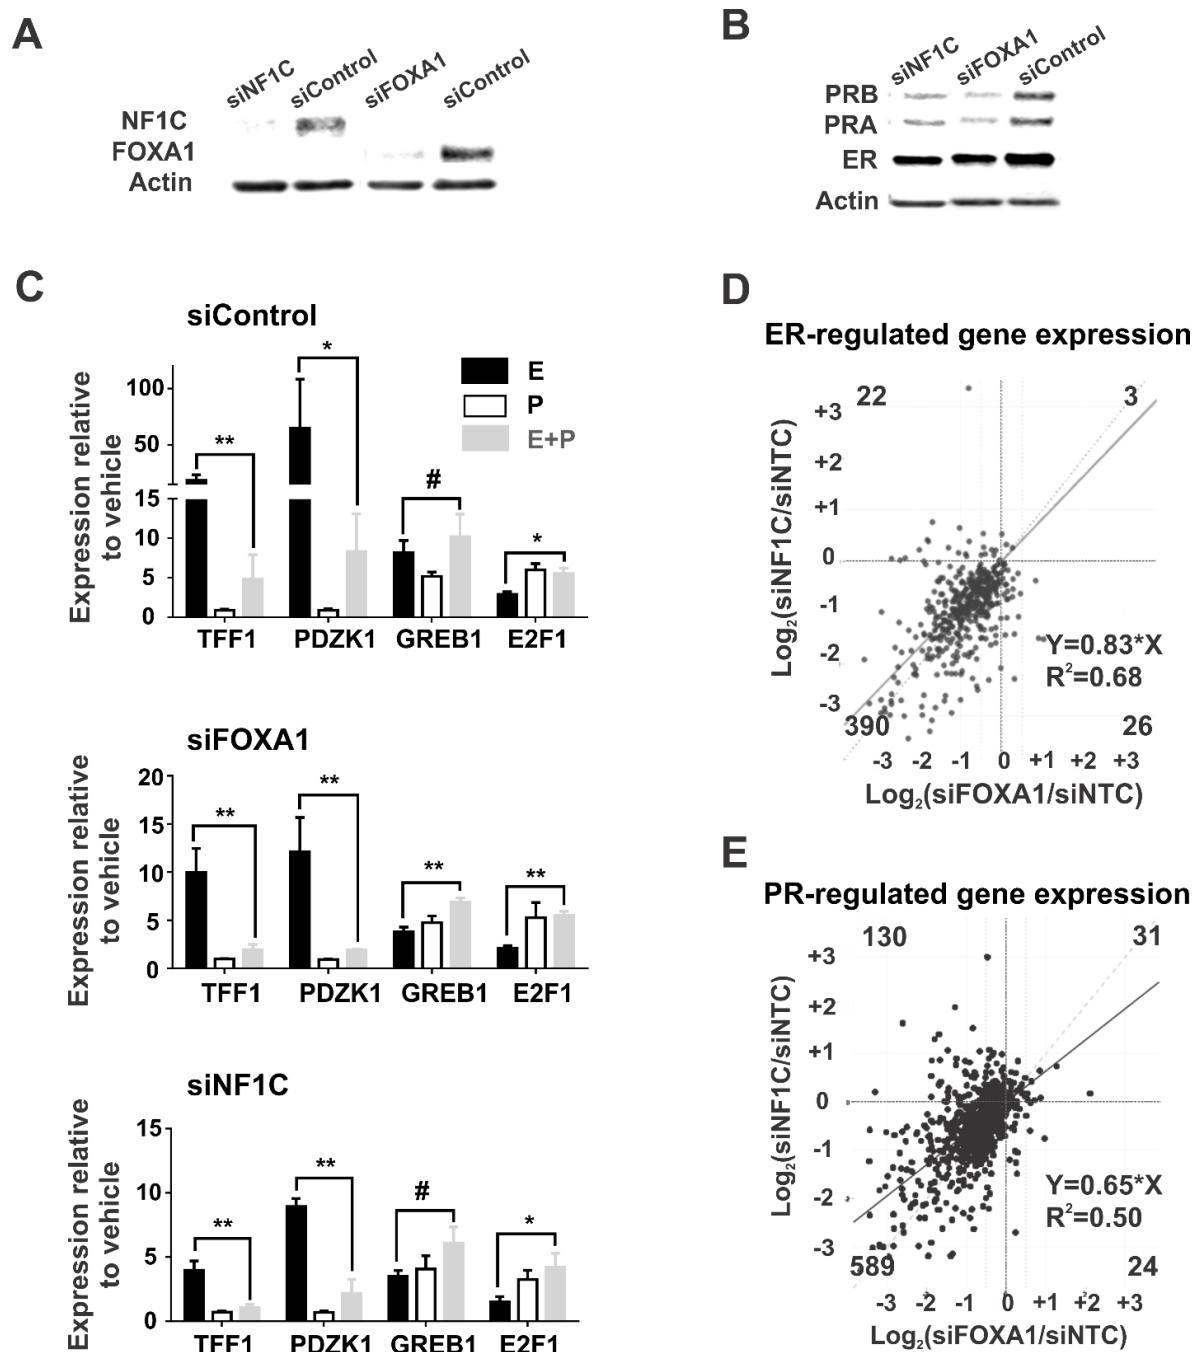 A
siNF1C siControl siFOXA1 siControl
NF1C
FOXA1
Actin
B
siNF1C siFOXA1 siControl
PRB
PRA
ER
Actin
C
siControl
Expression relative
to vehicle
100
50
15
10
5
0
*
**
#
*
E
P
E+P
TFF1 PDZK1 GREB1 E2F1
siFOXA1
Expression relative
to vehicle
20
15
10
5
0
**
**
**
**
TFF1 PDZK1 GREB1 E2F1
siNF1C
Expression relative
to vehicle
15
10
5
0
**
**
#
*
TFF1 PDZK1 GREB1 E2F1
D
ER-regulated gene expression
22 3
Log2(siNF1C/siNTC)
+3
+2
+1
0
-1
-2
-3
Y=0.83*X
R²=0.68
390 26
-3 -2 -1 0 +1 +2 +3
Log2(siFOXA1/siNTC)
E
PR-regulated gene expression
130 31
Log2(siNF1C/siNTC)
+3
+2
+1
0
-1
-2
-3
Y=0.65*X
R²=0.50
589 24
-3 -2 -1 0 +1 +2 +3
Log2(siFOXA1/siNTC)